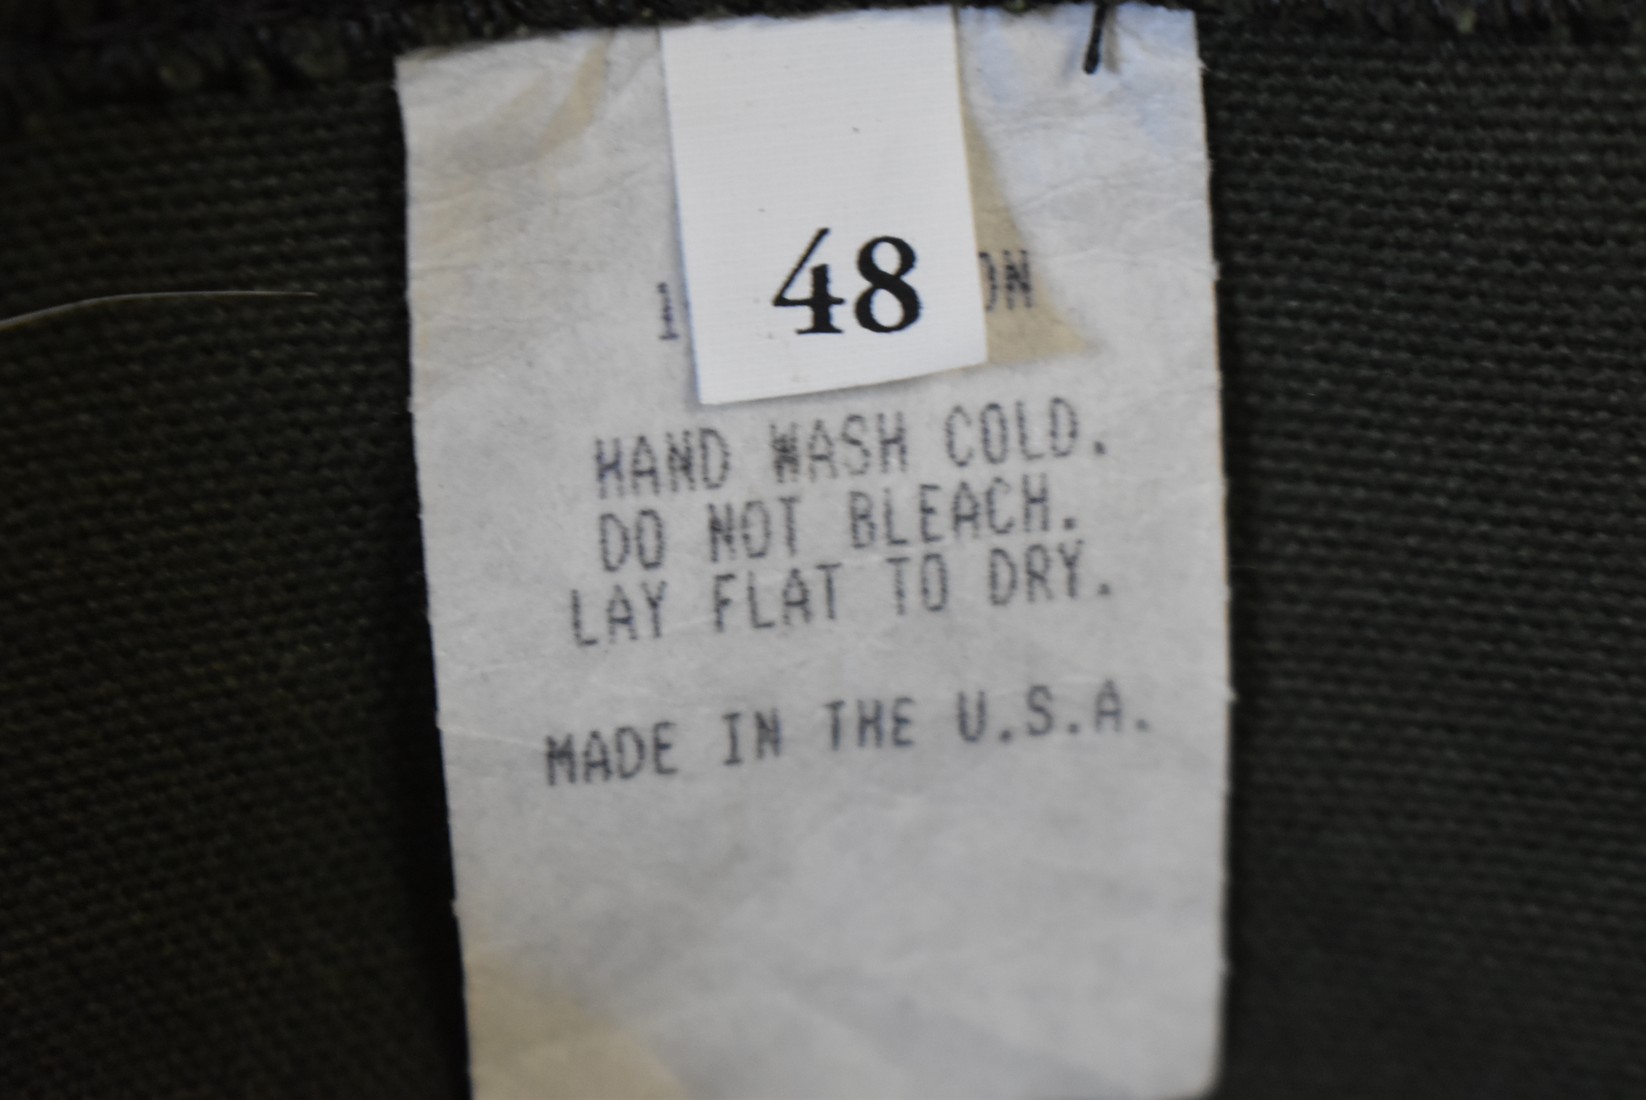 48
HAND WASH COLD.
DO NOT BLEACH.
LAY FLAT TO DRY.
MADE IN THE U.S.A.